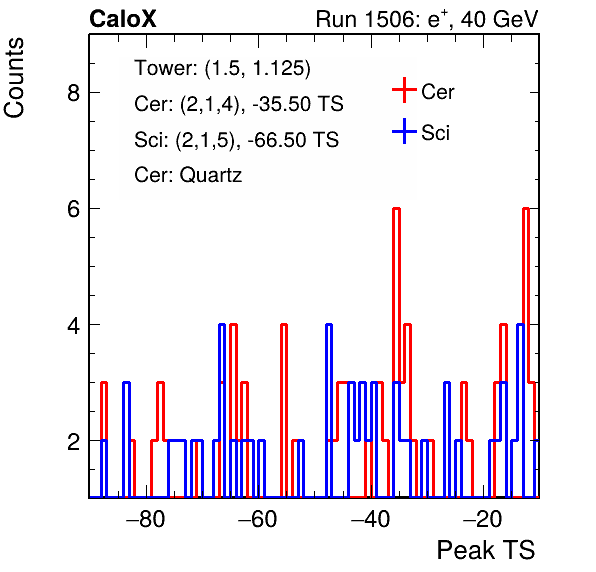 CaloX Run 1506: e⁺, 40 GeV
Counts
Tower: (1.5, 1.125)
Cer: (2,1,4), -35.50 TS
Sci: (2,1,5), -66.50 TS
Cer: Quartz
Cer
Sci
8
6
4
2
−80 −60 −40 −20
Peak TS